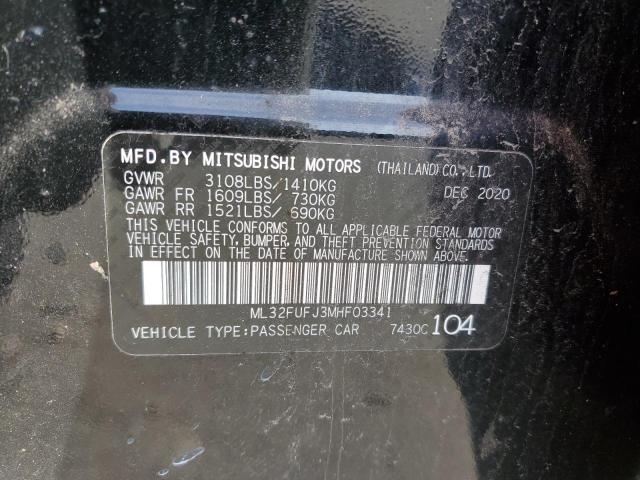 MFD.BY MITSUBISHI MOTORS (THAILAND) CO., LTD.
GVWR 3108LBS/1410KG DEC 2020
GAWR FR 1609LBS/ 730KG
GAWR RR 1521LBS/ 690KG
THIS VEHICLE CONFORMS TO ALL APPLICABLE FEDERAL MOTOR
VEHICLE SAFETY, BUMPER, AND THEFT PREVENTION STANDARDS
IN EFFECT ON THE DATE OF MANUFACTURE SHOWN ABOVE.
ML32FUFJ3MHF03341
VEHICLE TYPE:PASSENGER CAR 7430C 104